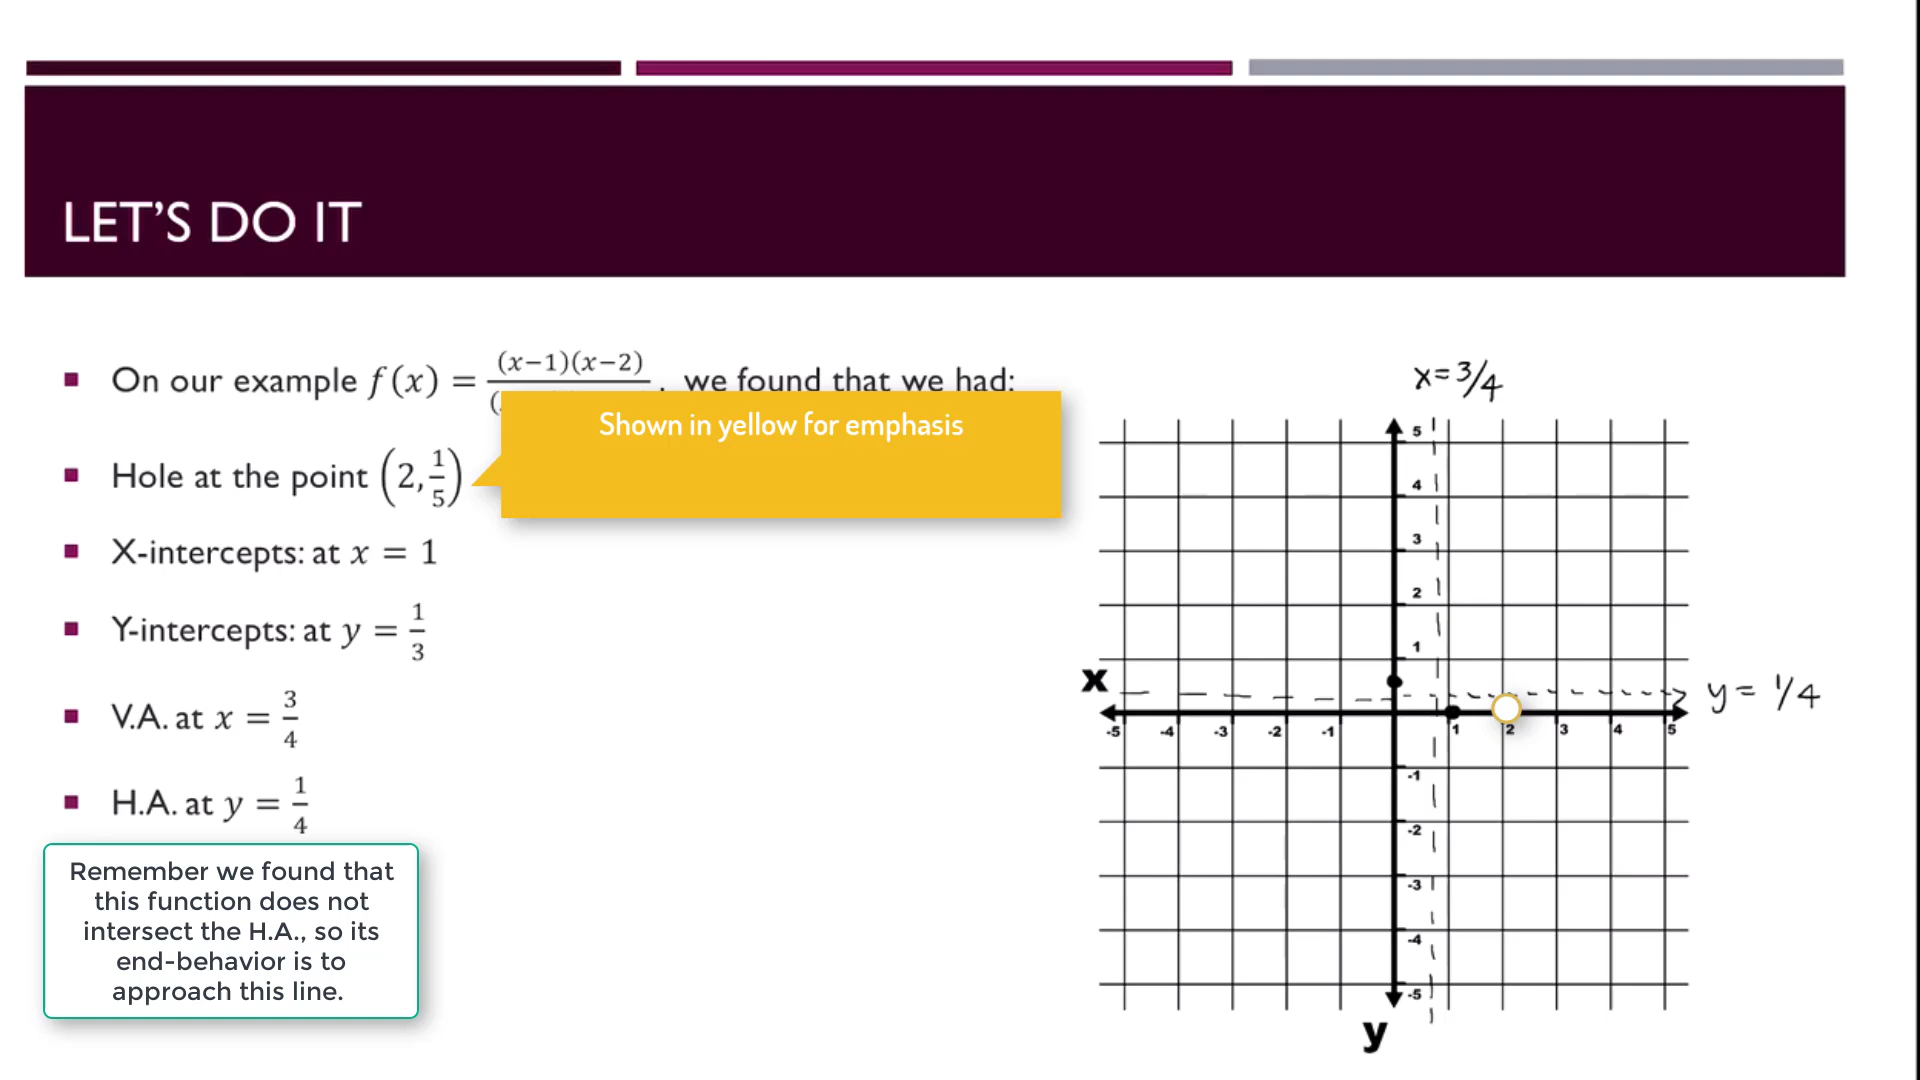 LET'S DO IT
On our example f(x) = (x−1)(x−2)/( , we found that we had:
Shown in yellow for emphasis
Hole at the point (2, 1/5)
X-intercepts: at x = 1
Y-intercepts: at y = 1/3
V.A. at x = 3/4
H.A. at y = 1/4
Remember we found that
this function does not
intersect the H.A., so its
end-behavior is to
approach this line.
x=3/4
5
4
3
2
1
x
y= 1/4
-5 -4 -3 -2 -1 1 2 3 4 5
-1
-2
-3
-4
-5
y